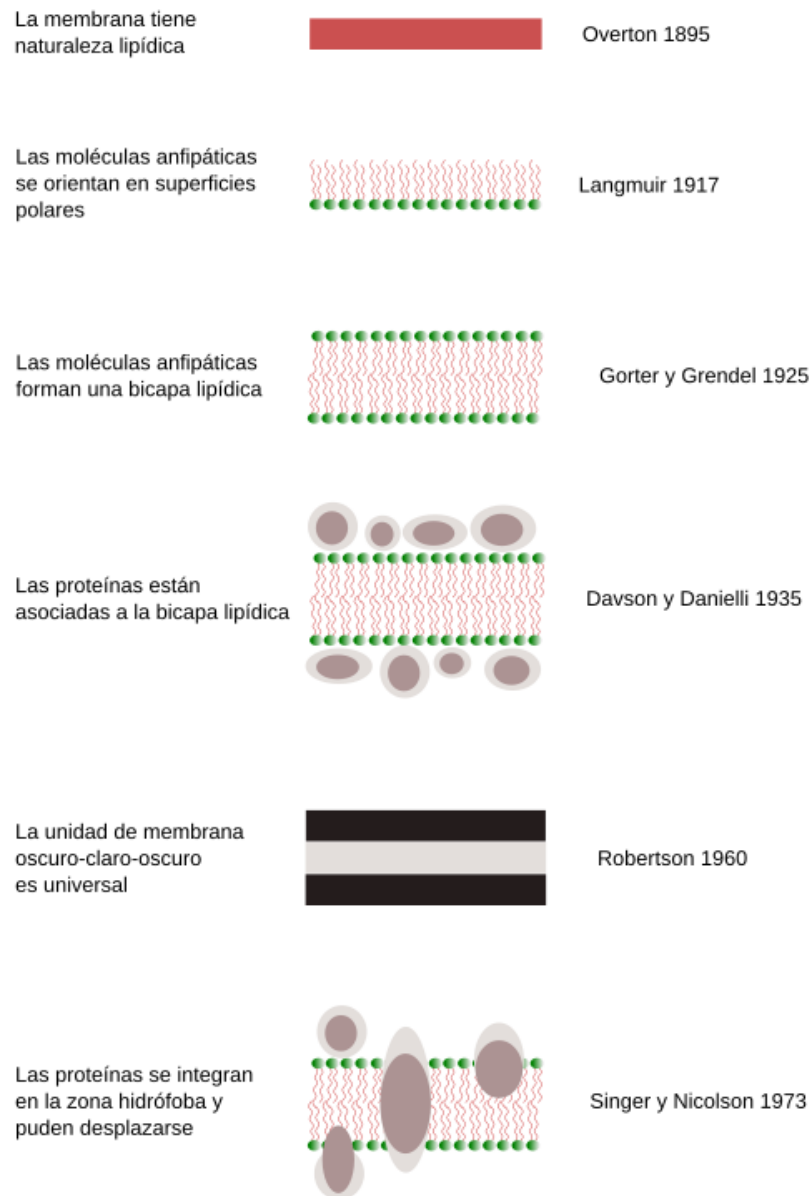 La membrana tiene
naturaleza lipídica
Overton 1895
Las moléculas anfipáticas
se orientan en superficies
polares
Langmuir 1917
Las moléculas anfipáticas
forman una bicapa lipídica
Gorter y Grendel 1925
Las proteínas están
asociadas a la bicapa lipídica
Davson y Danielli 1935
La unidad de membrana
oscuro-claro-oscuro
es universal
Robertson 1960
Las proteínas se integran
en la zona hidrófoba y
puden desplazarse
Singer y Nicolson 1973